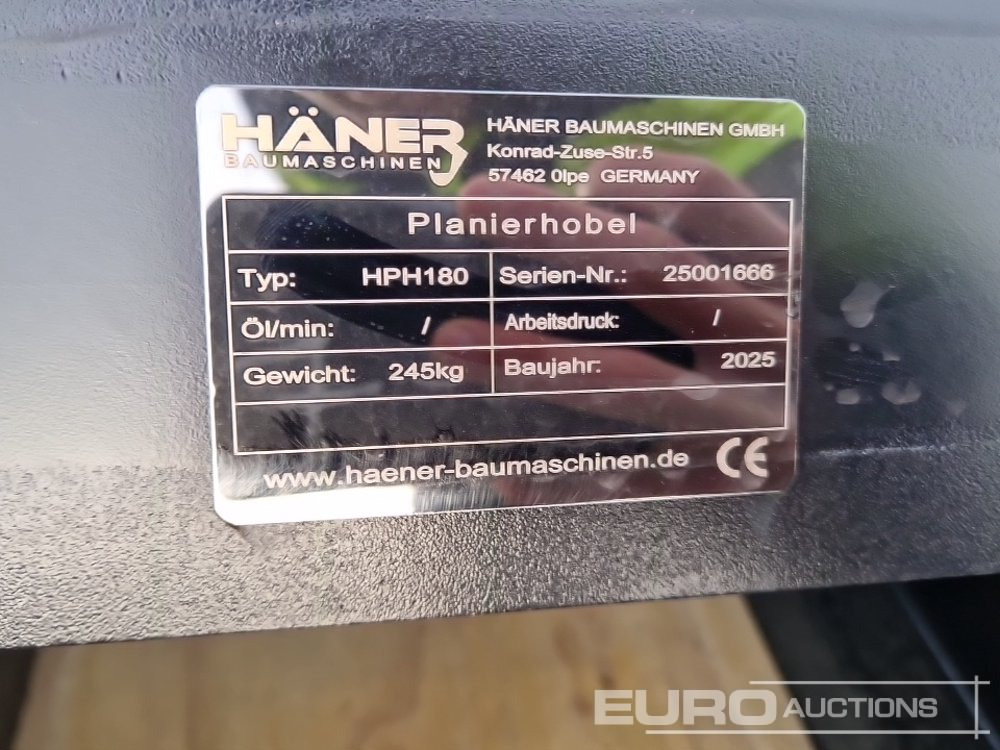 HÄNER
BAUMASCHINEN
HÄNER BAUMASCHINEN GMBH
Konrad-Zuse-Str.5
57462 Olpe GERMANY
Planierhobel
Typ: HPH180 Serien-Nr.: 25001666
Öl/min: / Arbeitsdruck: /
Gewicht: 245kg Baujahr: 2025
www.haener-baumaschinen.de CE
EURO AUCTIONS